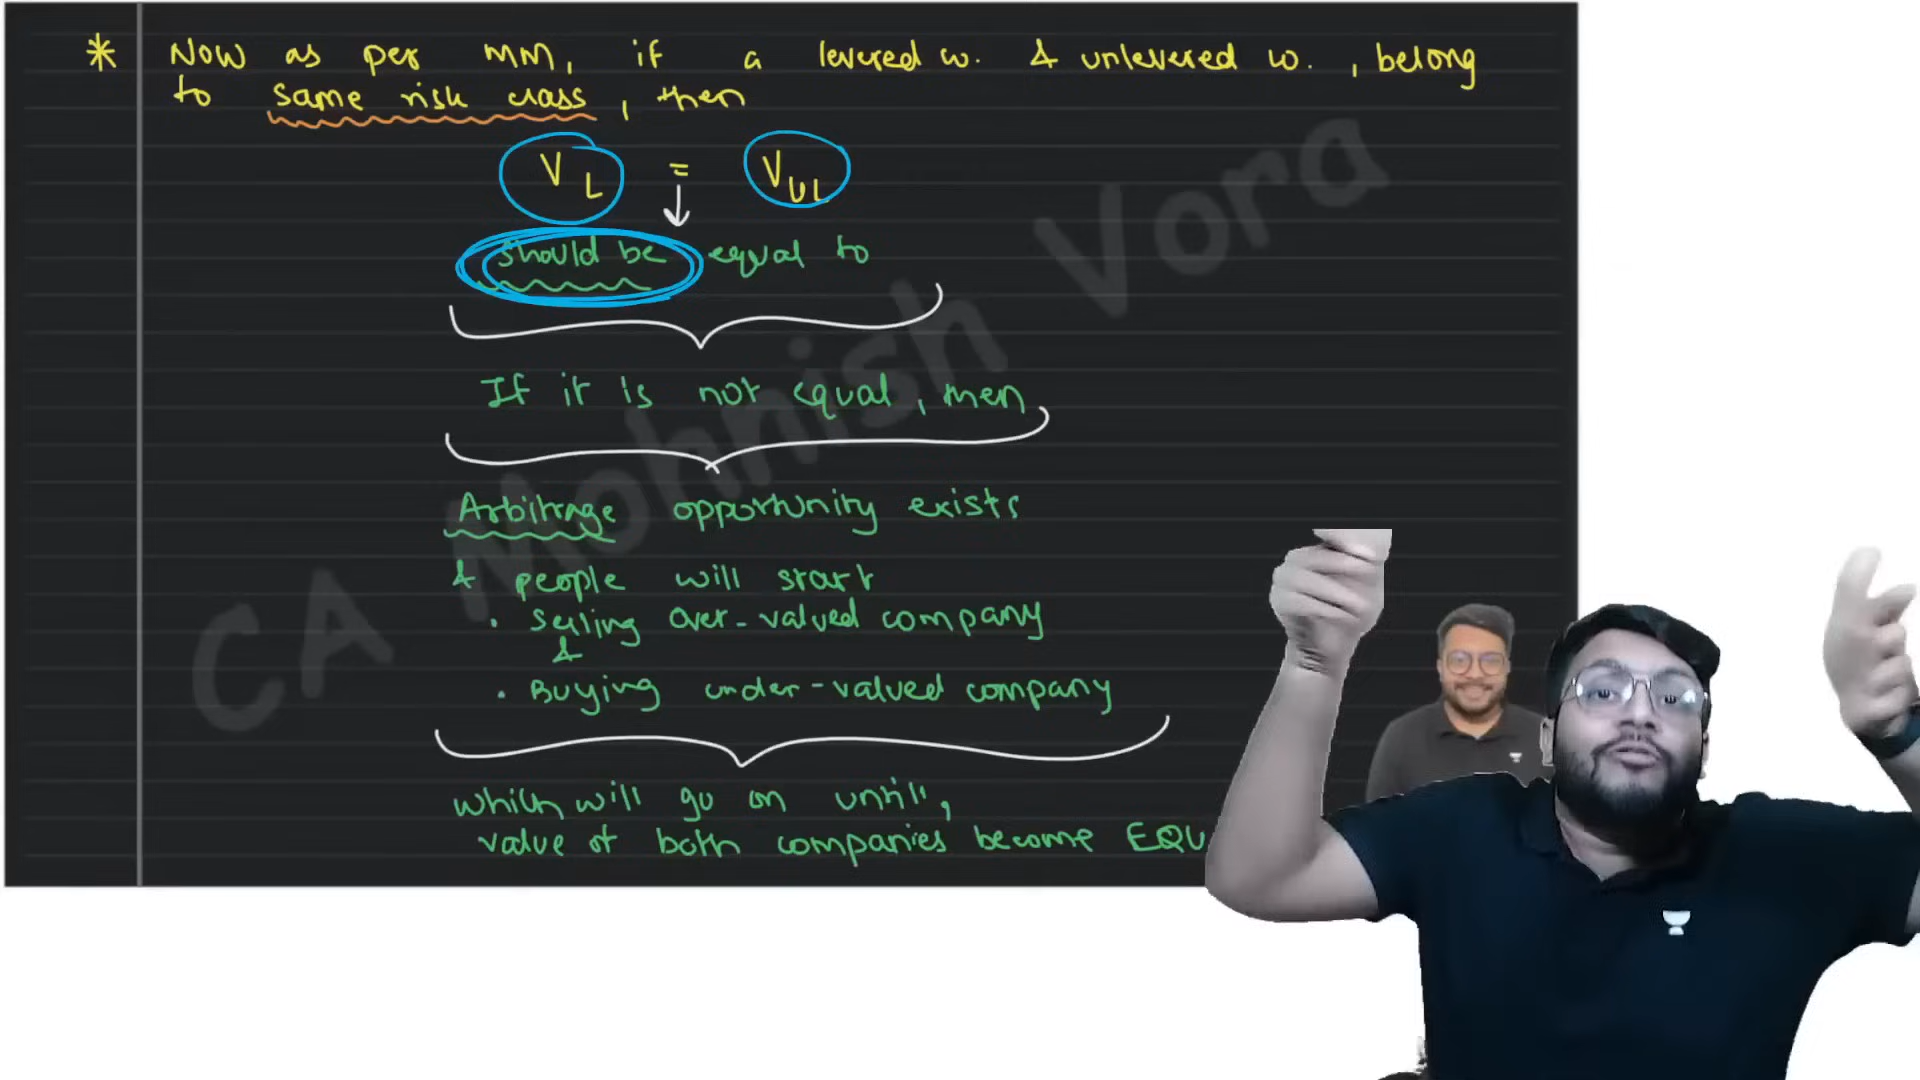 * Now as per MM, if a levered co. & unlevered co., belong
to same risk class, then
V L = V UL
should be equal to
If it is not equal, then
Arbitrage opportunity exists
& people will start
. selling over-valued company
&
. Buying under-valued company
which will go on until,
value of both companies become EQU
CA Mohnish Vora